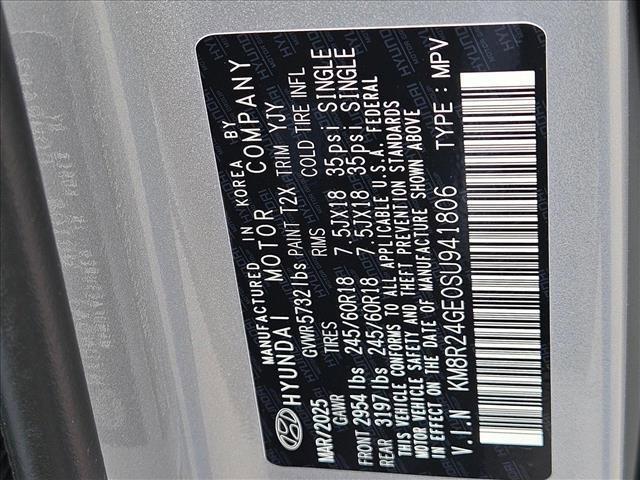 MANUFACTURED IN KOREA BY
HYUNDAI MOTOR COMPANY
MAR/2025 GVWR 5732 lbs PAINT T2X TRIM YJY
GAWR TIRES RIMS COLD TIRE INFL
FRONT 2954 lbs 245/60R18 7.5JX18 35psi SINGLE
REAR 3197 lbs 245/60R18 7.5JX18 35psi SINGLE
THIS VEHICLE CONFORMS TO ALL APPLICABLE U.S.A. FEDERAL
MOTOR VEHICLE SAFETY AND THEFT PREVENTION STANDARDS
IN EFFECT ON THE DATE OF MANUFACTURE SHOWN ABOVE
V.I.N KM8R24GE0SU941806 TYPE : MPV